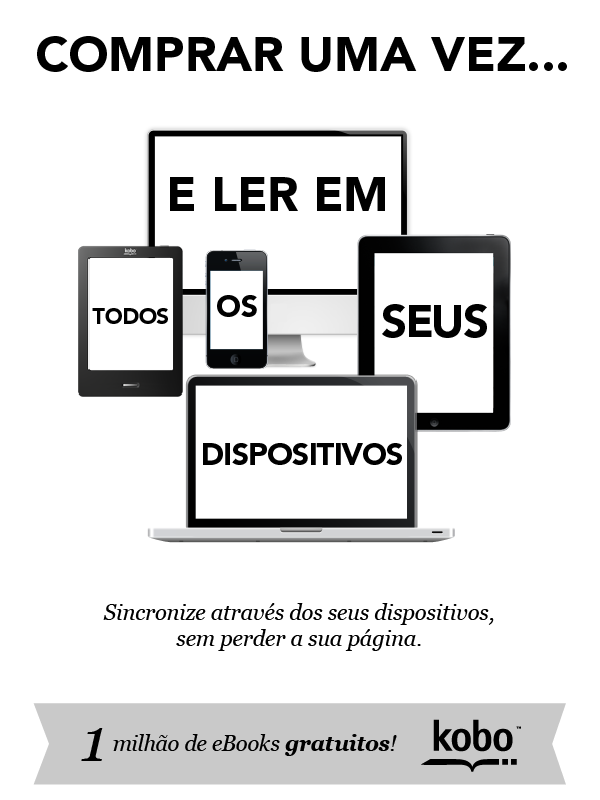 COMPRAR UMA VEZ...
E LER EM
kobo
TODOS
OS
SEUS
DISPOSITIVOS
Sincronize através dos seus dispositivos,
sem perder a sua página.
1 milhão de eBooks gratuitos!
kobo™